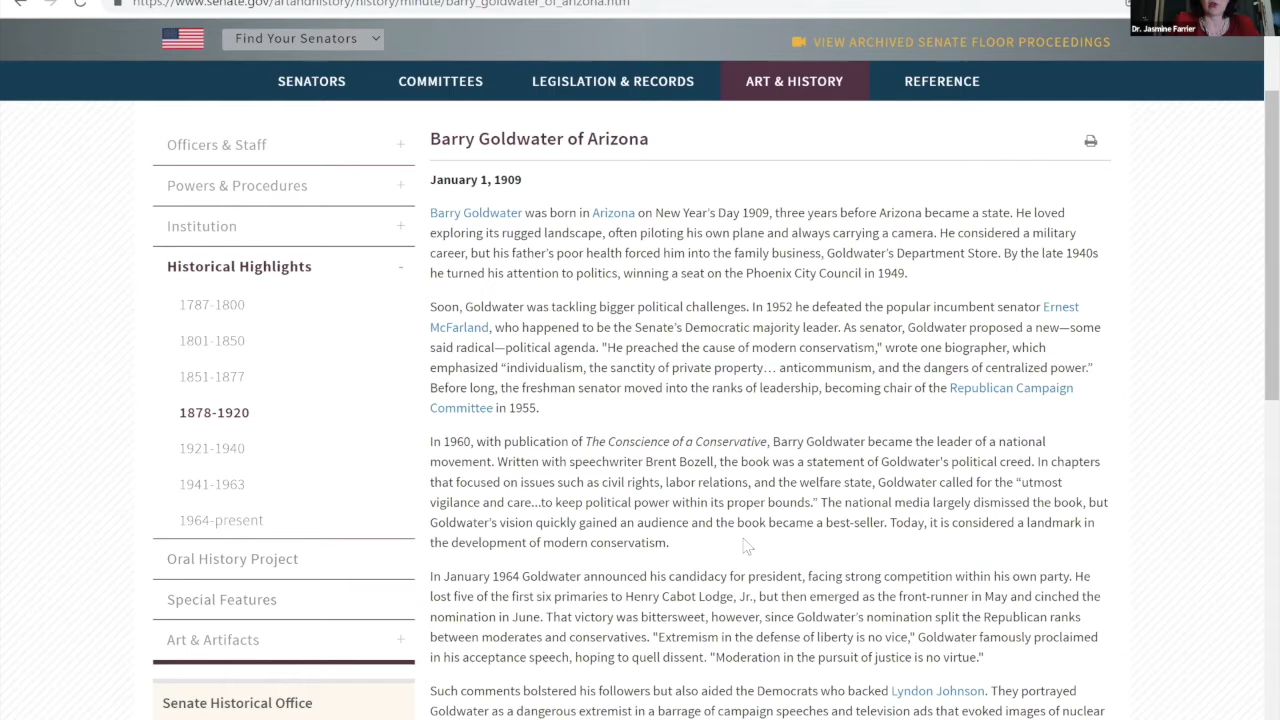 https://www.senate.gov/artandhistory/history/minute/barry_goldwater_of_arizona.htm
Dr. Jasmine Farrier
Find Your Senators
VIEW ARCHIVED SENATE FLOOR PROCEEDINGS
SENATORS
COMMITTEES
LEGISLATION & RECORDS
ART & HISTORY
REFERENCE
Officers & Staff +
Powers & Procedures +
Institution +
Historical Highlights -
1787-1800
1801-1850
1851-1877
1878-1920
1921-1940
1941-1963
1964-present
Oral History Project
Special Features
Art & Artifacts +
Senate Historical Office
Barry Goldwater of Arizona
January 1, 1909
Barry Goldwater was born in Arizona on New Year's Day 1909, three years before Arizona became a state. He loved
exploring its rugged landscape, often piloting his own plane and always carrying a camera. He considered a military
career, but his father's poor health forced him into the family business, Goldwater's Department Store. By the late 1940s
he turned his attention to politics, winning a seat on the Phoenix City Council in 1949.
Soon, Goldwater was tackling bigger political challenges. In 1952 he defeated the popular incumbent senator Ernest
McFarland, who happened to be the Senate's Democratic majority leader. As senator, Goldwater proposed a new—some
said radical—political agenda. "He preached the cause of modern conservatism," wrote one biographer, which
emphasized “individualism, the sanctity of private property… anticommunism, and the dangers of centralized power.”
Before long, the freshman senator moved into the ranks of leadership, becoming chair of the Republican Campaign
Committee in 1955.
In 1960, with publication of The Conscience of a Conservative, Barry Goldwater became the leader of a national
movement. Written with speechwriter Brent Bozell, the book was a statement of Goldwater's political creed. In chapters
that focused on issues such as civil rights, labor relations, and the welfare state, Goldwater called for the “utmost
vigilance and care...to keep political power within its proper bounds.” The national media largely dismissed the book, but
Goldwater's vision quickly gained an audience and the book became a best-seller. Today, it is considered a landmark in
the development of modern conservatism.
In January 1964 Goldwater announced his candidacy for president, facing strong competition within his own party. He
lost five of the first six primaries to Henry Cabot Lodge, Jr., but then emerged as the front-runner in May and cinched the
nomination in June. That victory was bittersweet, however, since Goldwater's nomination split the Republican ranks
between moderates and conservatives. "Extremism in the defense of liberty is no vice," Goldwater famously proclaimed
in his acceptance speech, hoping to quell dissent. "Moderation in the pursuit of justice is no virtue."
Such comments bolstered his followers but also aided the Democrats who backed Lyndon Johnson. They portrayed
Goldwater as a dangerous extremist in a barrage of campaign speeches and television ads that evoked images of nuclear